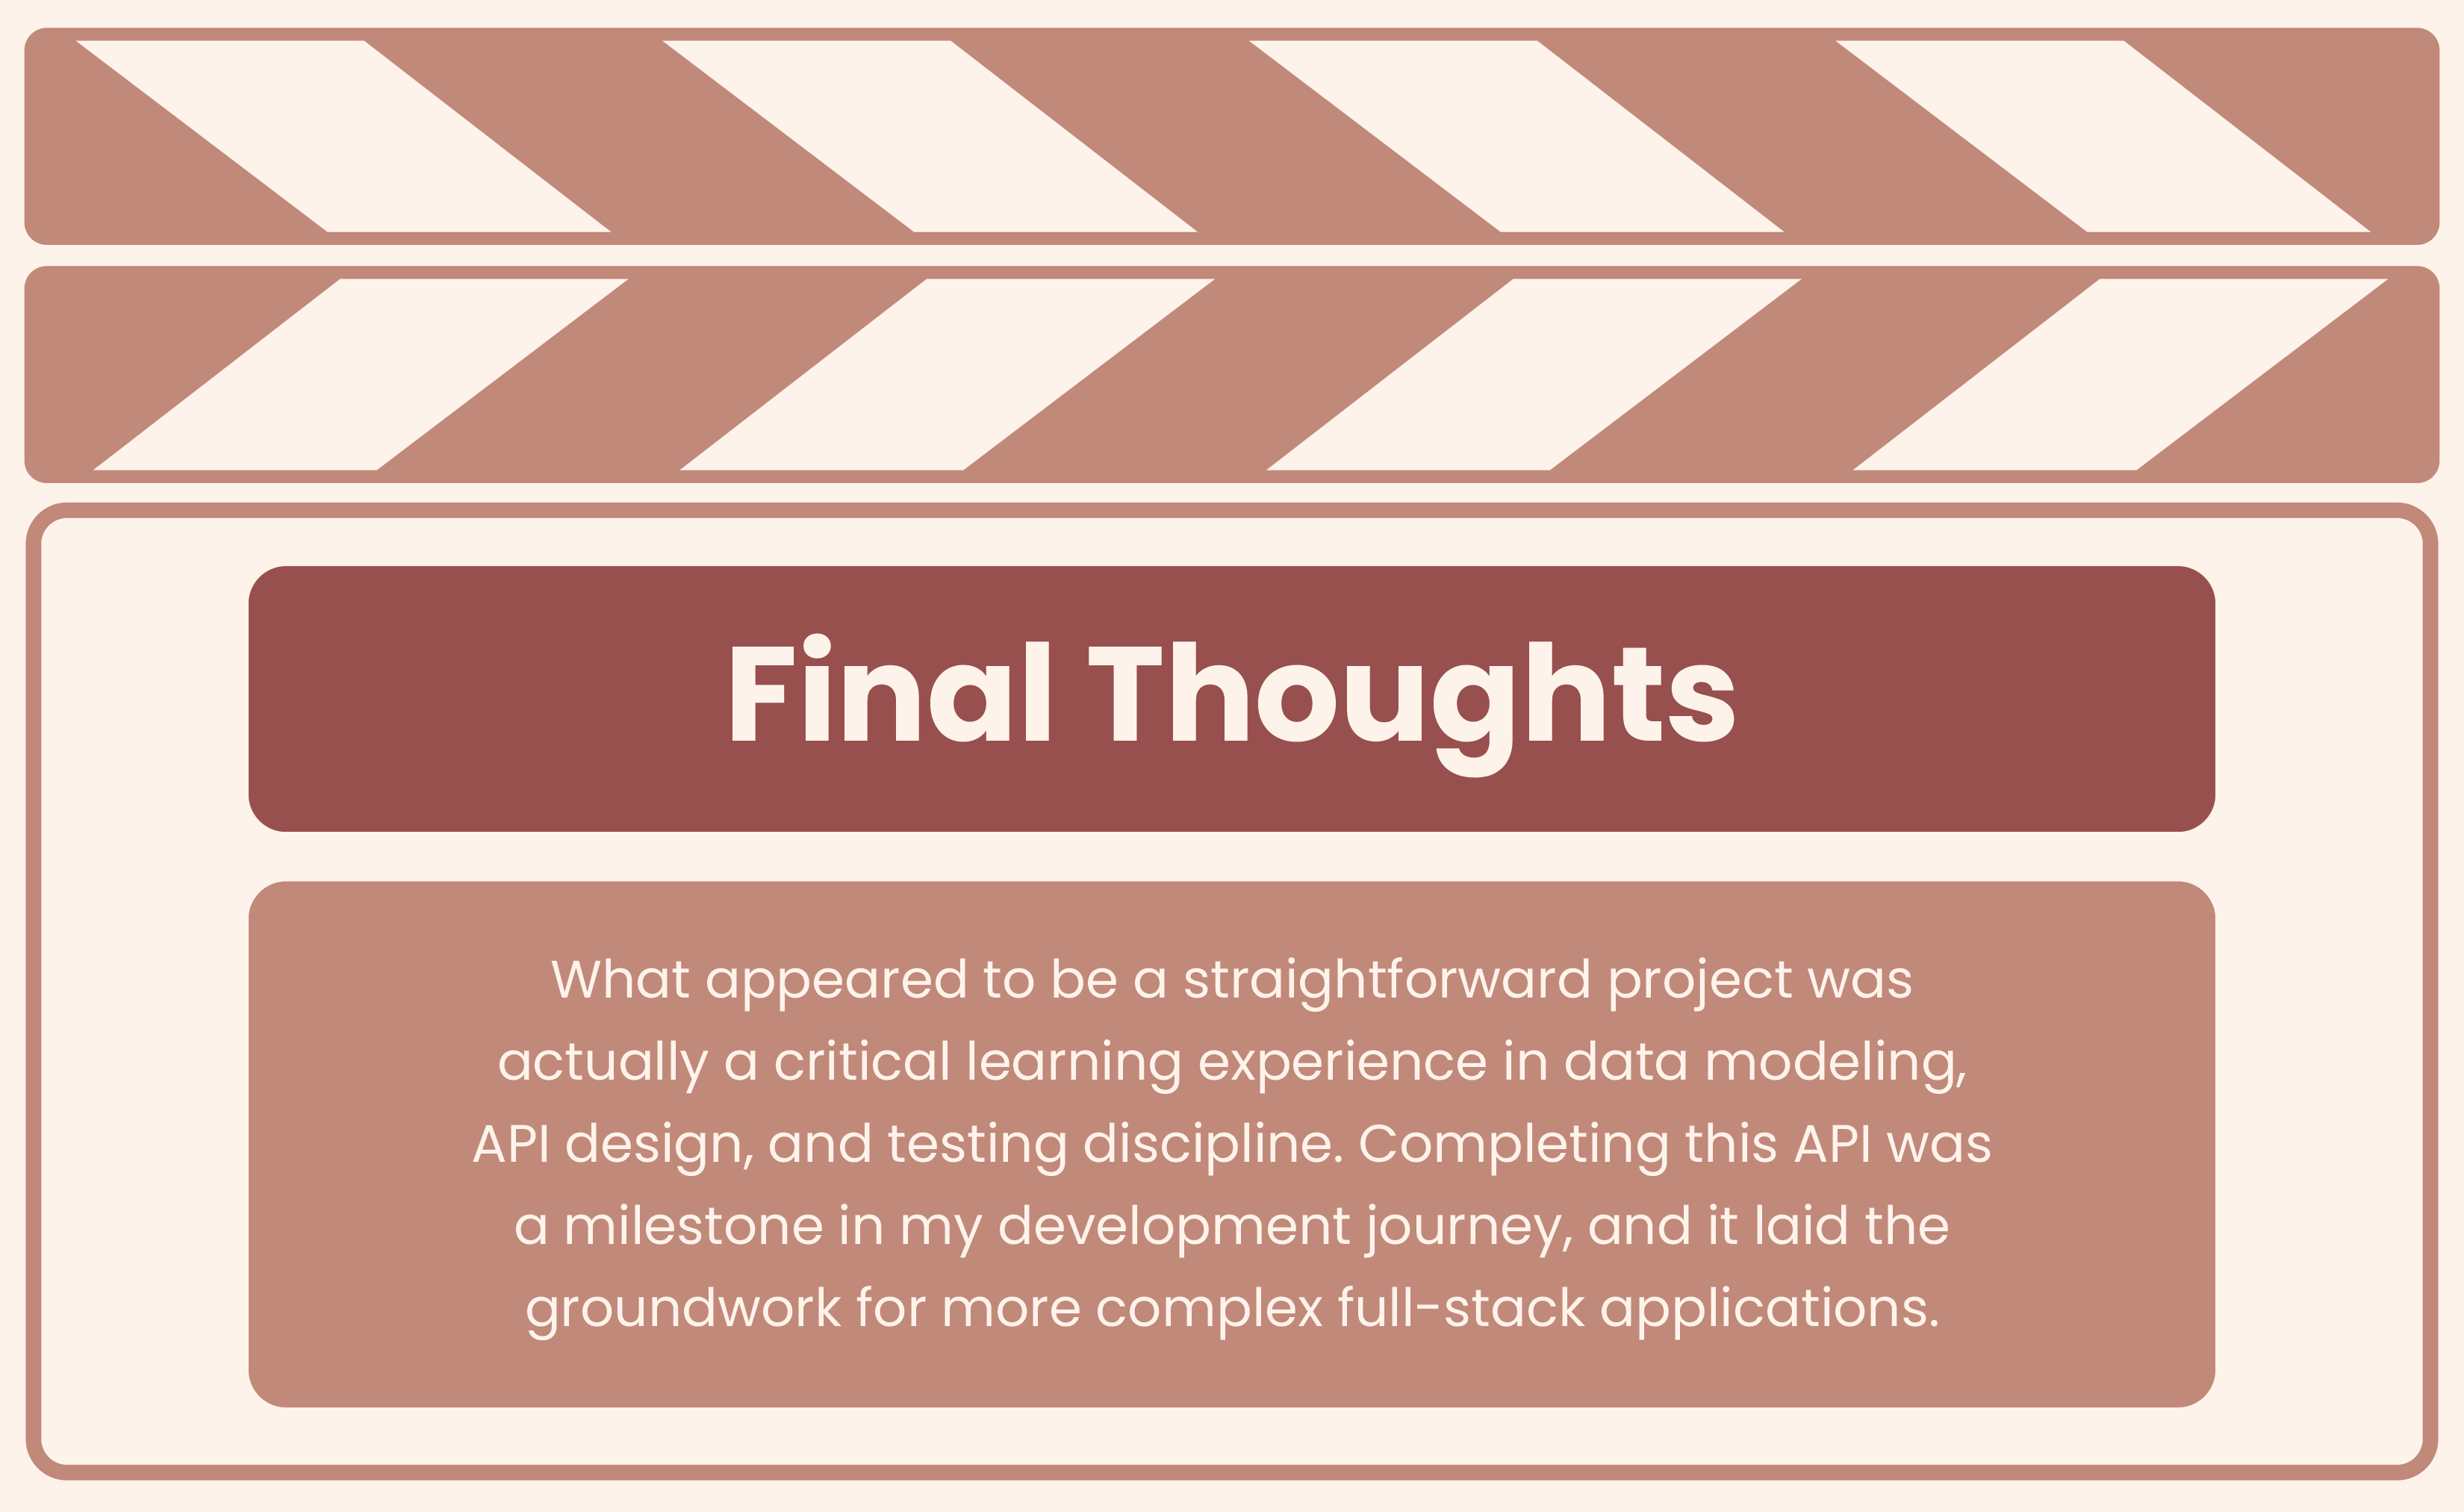 Final Thoughts
What appeared to be a straightforward project was
actually a critical learning experience in data modeling,
API design, and testing discipline. Completing this API was
a milestone in my development journey, and it laid the
groundwork for more complex full-stack applications.